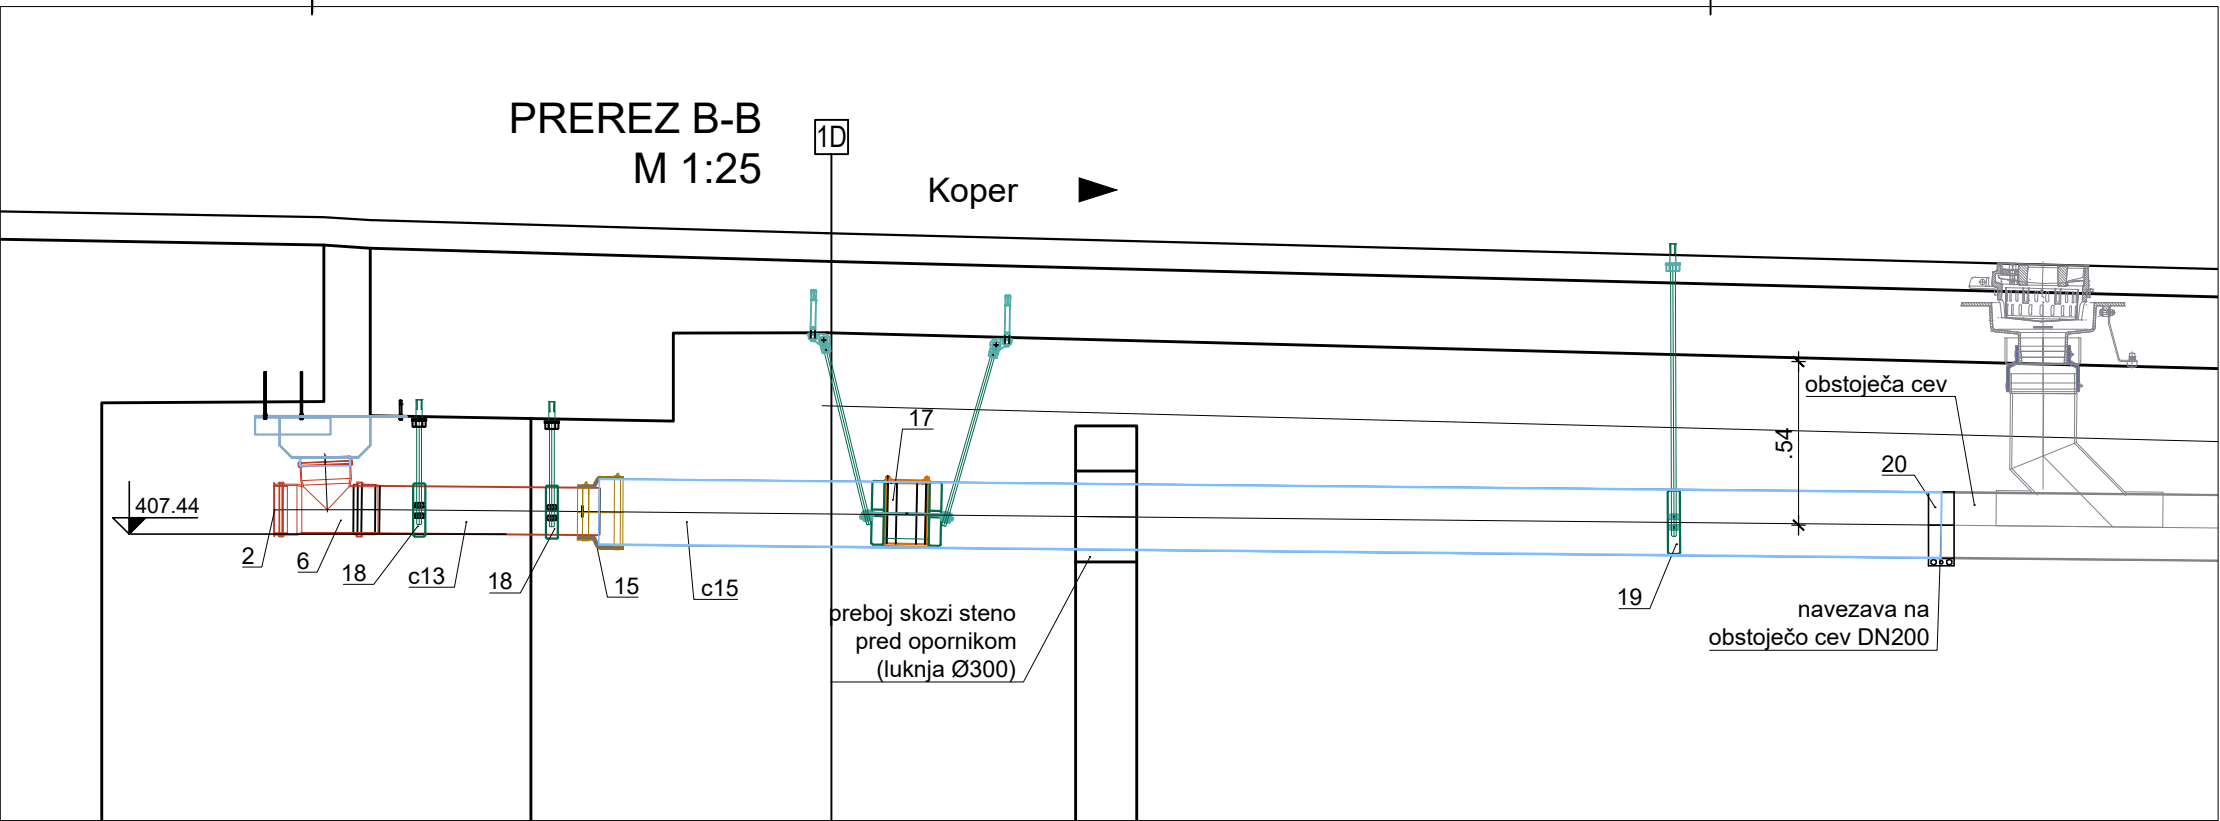 PREREZ B-B
M 1:25
1D
Koper
17
obstoječa cev
.54
20
407.44
2
6
18
c13
18
15
c15
19
preboj skozi steno
pred opornikom
(luknja Ø300)
navezava na
obstoječo cev DN200